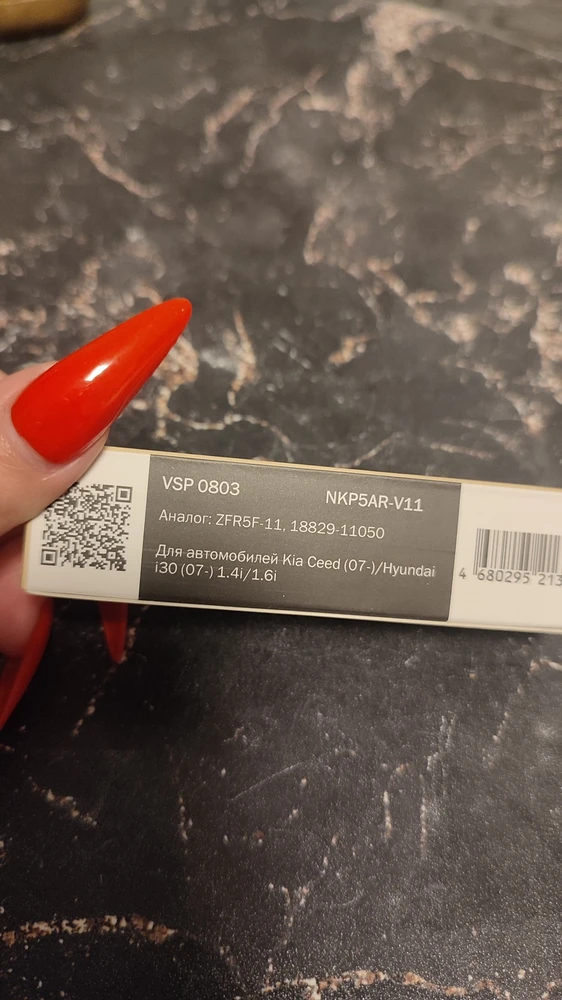 VSP 0803 NKP5AR-V11
Аналог: ZFR5F-11, 18829-11050
Для автомобилей Kia Ceed (07-)/Hyundai
i30 (07-) 1.4i/1.6i
4 680295 213